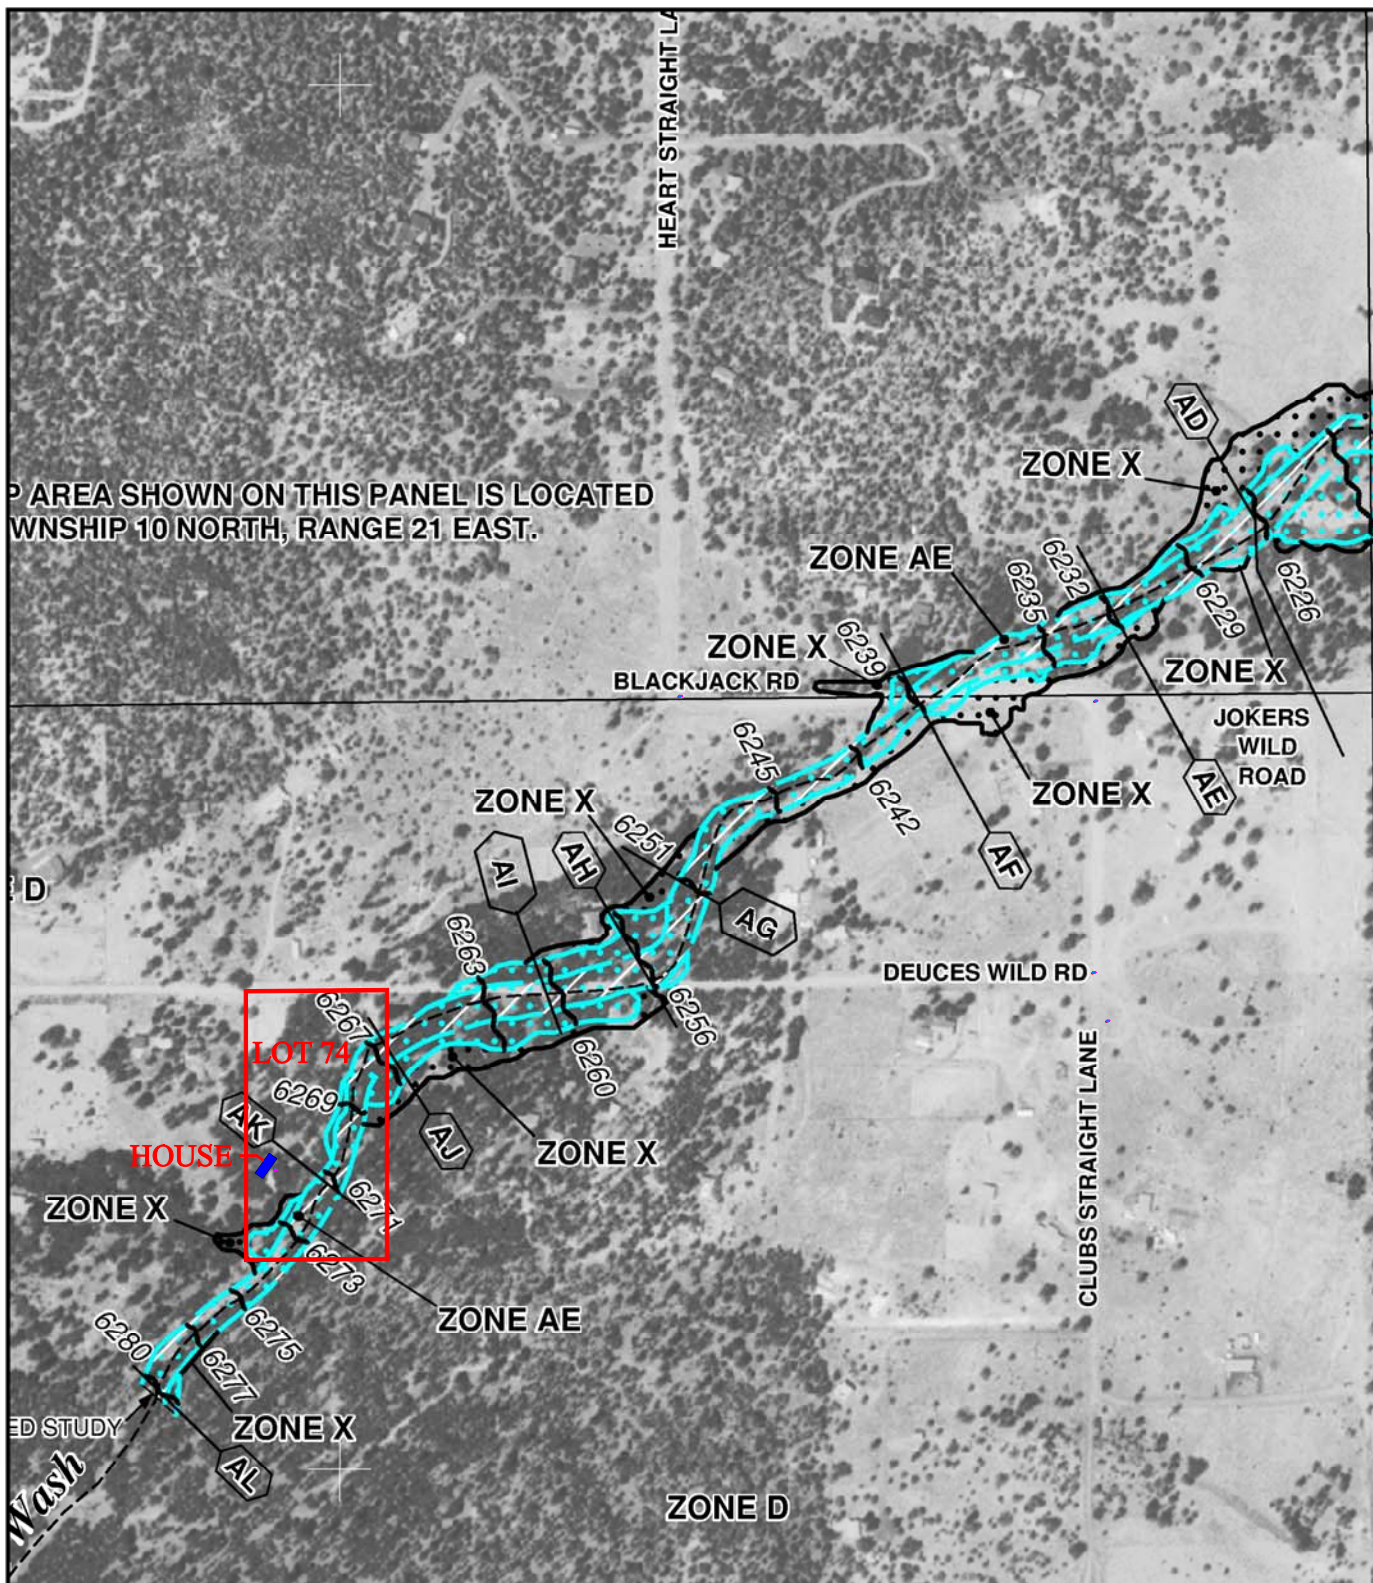 HEART STRAIGHT LA
AD
ZONE X
P AREA SHOWN ON THIS PANEL IS LOCATED
WNSHIP 10 NORTH, RANGE 21 EAST.
ZONE AE
6235
6232
6229
6226
ZONE X
6239
BLACKJACK RD
ZONE X
JOKERS
WILD
ROAD
AE
ZONE X
6245
6242
ZONE X
6251
AI
AH
AF
AG
E D
6263
DEUCES WILD RD
6256
6267
LOT 74
6260
6269
AK
AJ
HOUSE
ZONE X
CLUBS STRAIGHT LANE
ZONE X
6271
6273
ZONE AE
6280
6275
6277
ED STUDY
ZONE X
AL
Wash
ZONE D